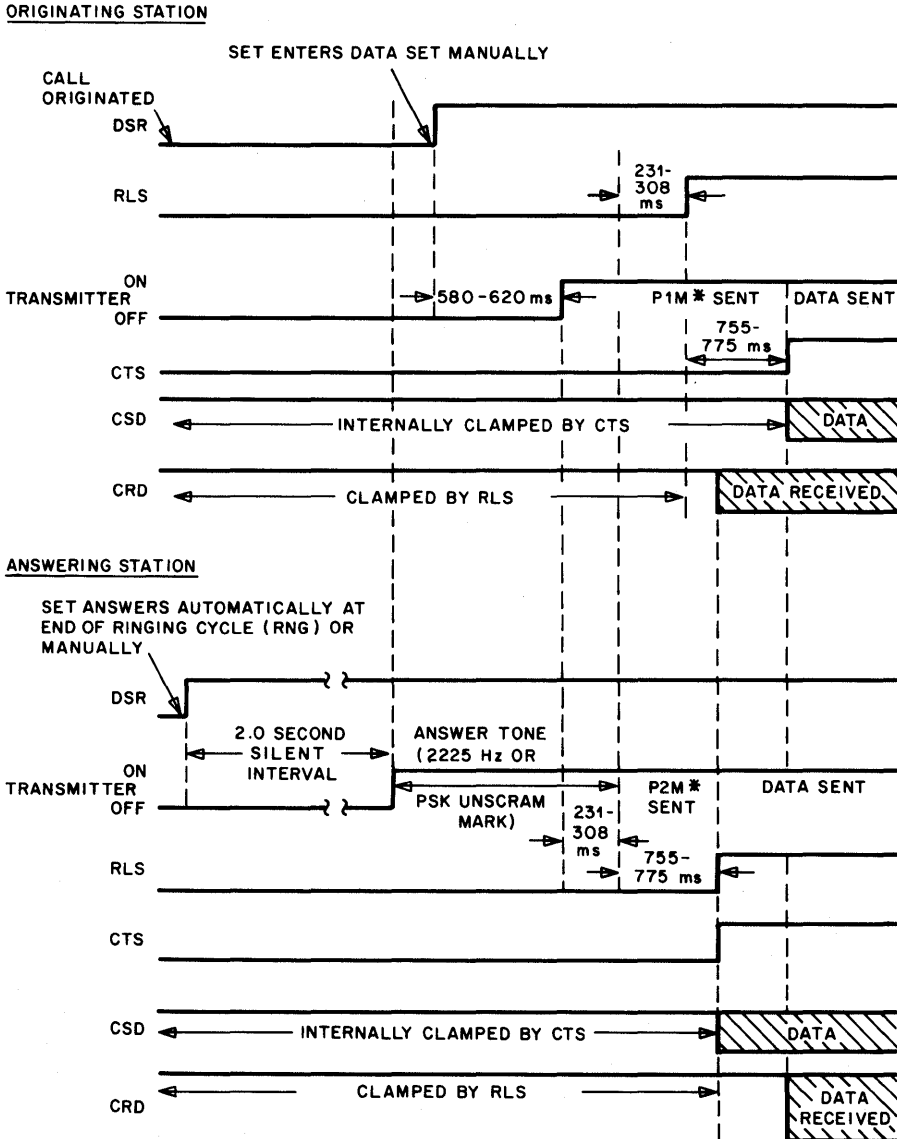 ORIGINATING STATION
SET ENTERS DATA SET MANUALLY
CALL
ORIGINATED
DSR
231-
308
ms
RLS
ON
TRANSMITTER
OFF
580-620 ms
P1M * SENT
DATA SENT
755-
775 ms
CTS
CSD
INTERNALLY CLAMPED BY CTS
DATA
CRD
CLAMPED BY RLS
DATA RECEIVED
ANSWERING STATION
SET ANSWERS AUTOMATICALLY AT
END OF RINGING CYCLE (RNG) OR
MANUALLY
DSR
2.0 SECOND
SILENT
INTERVAL
ANSWER TONE
(2225 Hz OR
PSK UNSCRAM
MARK)
ON
TRANSMITTER
OFF
P2M *
SENT
DATA SENT
231-
308
ms
755-
775 ms
RLS
CTS
CSD
INTERNALLY CLAMPED BY CTS
DATA
CRD
CLAMPED BY RLS
DATA
RECEIVED